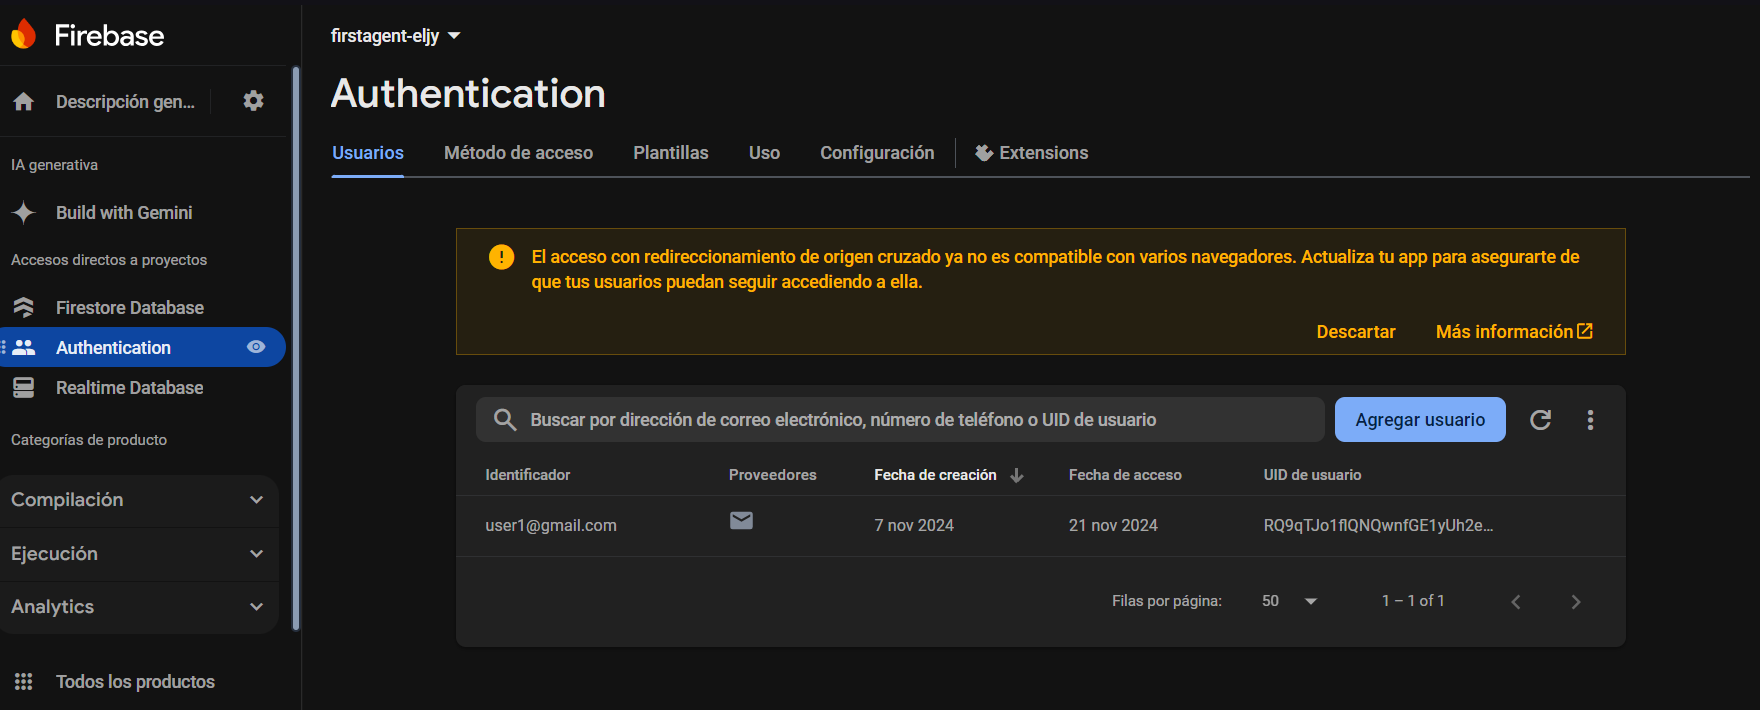 Firebase
Descripción gen...
IA generativa
Build with Gemini
Accesos directos a proyectos
Firestore Database
Authentication
Realtime Database
Categorías de producto
Compilación
Ejecución
Analytics
Todos los productos
firstagent-eljy
Authentication
Usuarios Método de acceso Plantillas Uso Configuración Extensions
El acceso con redireccionamiento de origen cruzado ya no es compatible con varios navegadores. Actualiza tu app para asegurarte de
que tus usuarios puedan seguir accediendo a ella.
Descartar Más información
Buscar por dirección de correo electrónico, número de teléfono o UID de usuario Agregar usuario
Identificador Proveedores Fecha de creación Fecha de acceso UID de usuario
user1@gmail.com 7 nov 2024 21 nov 2024 RQ9qTJo1flQNQwnfGE1yUh2e...
Filas por página: 50 1 – 1 of 1